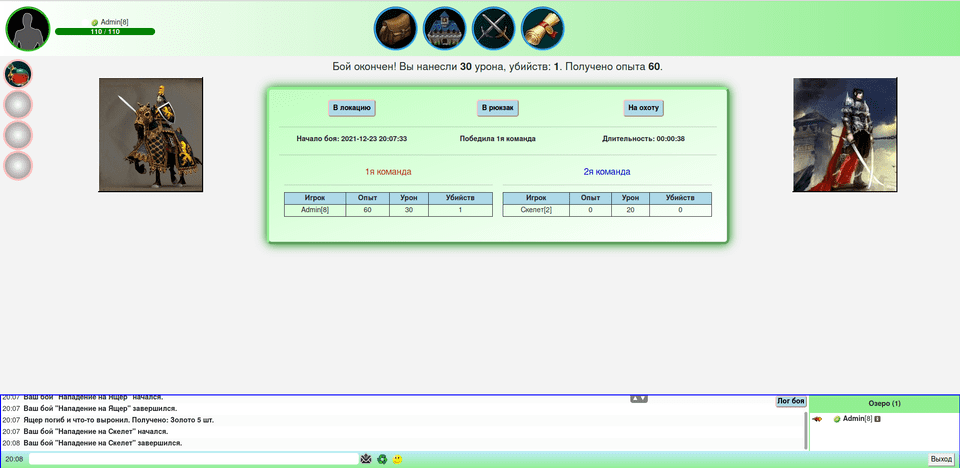 Admin[8]
110 / 110
Бой окончен! Вы нанесли 30 урона, убийств: 1. Получено опыта 60.
В локацию В рюкзак На охоту
Начало боя: 2021-12-23 20:07:33 Победила 1я команда Длительность: 00:00:38
1я команда 2я команда
Игрок Опыт Урон Убийств Игрок Опыт Урон Убийств
Admin[8] 60 30 1 Скелет[2] 0 20 0
20:07 Ваш бой "Нападение на Ящер" начался.
Лог боя
Озеро (1)
20:07 Ваш бой "Нападение на Ящер" завершился.
20:07 Ящер погиб и что-то выронил. Получено: Золото 5 шт.
Admin[8]
20:07 Ваш бой "Нападение на Скелет" начался.
20:08 Ваш бой "Нападение на Скелет" завершился.
20:08 Выход